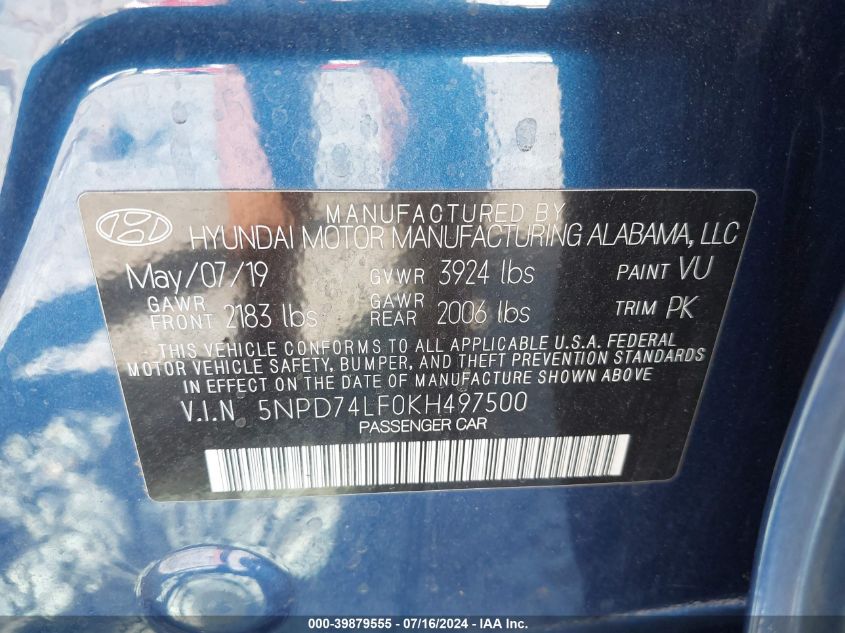 MANUFACTURED BY
HYUNDAI MOTOR MANUFACTURING ALABAMA, LLC
May/07/19 GVWR 3924 lbs PAINT VU
GAWR FRONT 2183 lbs GAWR REAR 2006 lbs TRIM PK
THIS VEHICLE CONFORMS TO ALL APPLICABLE U.S.A. FEDERAL
MOTOR VEHICLE SAFETY, BUMPER, AND THEFT PREVENTION STANDARDS
IN EFFECT ON THE DATE OF MANUFACTURE SHOWN ABOVE
V.I.N 5NPD74LF0KH497500
PASSENGER CAR
000-39879555 - 07/16/2024 - IAA Inc.